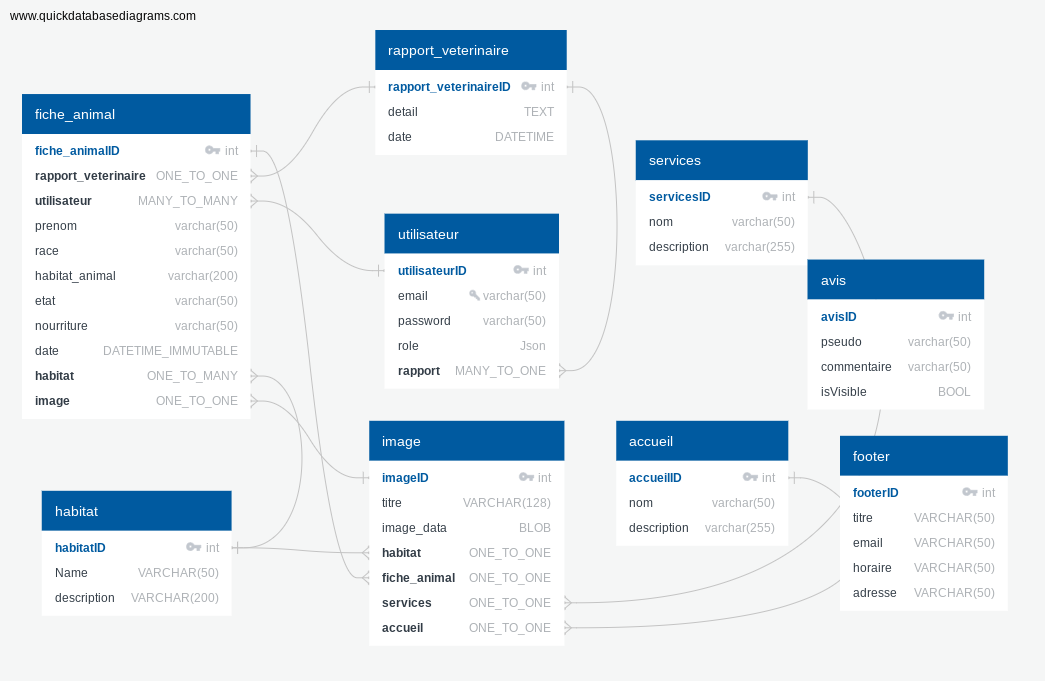 www.quickdatabasediagrams.com
rapport_veterinaire
rapport_veterinaireID int
detail TEXT
date DATETIME
fiche_animal
fiche_animalID int
rapport_veterinaire ONE_TO_ONE
utilisateur MANY_TO_MANY
prenom varchar(50)
race varchar(50)
habitat_animal varchar(200)
etat varchar(50)
nourriture varchar(50)
date DATETIME_IMMUTABLE
habitat ONE_TO_MANY
image ONE_TO_ONE
services
servicesID int
nom varchar(50)
description varchar(255)
utilisateur
utilisateurID int
email varchar(50)
password varchar(50)
role Json
rapport MANY_TO_ONE
avis
avisID int
pseudo varchar(50)
commentaire varchar(50)
isVisible BOOL
image
imageID int
titre VARCHAR(128)
image_data BLOB
habitat ONE_TO_ONE
fiche_animal ONE_TO_ONE
services ONE_TO_ONE
accueil ONE_TO_ONE
accueil
accueilID int
nom varchar(50)
description varchar(255)
footer
footerID int
titre VARCHAR(50)
email VARCHAR(50)
horaire VARCHAR(50)
adresse VARCHAR(50)
habitat
habitatID int
Name VARCHAR(50)
description VARCHAR(200)